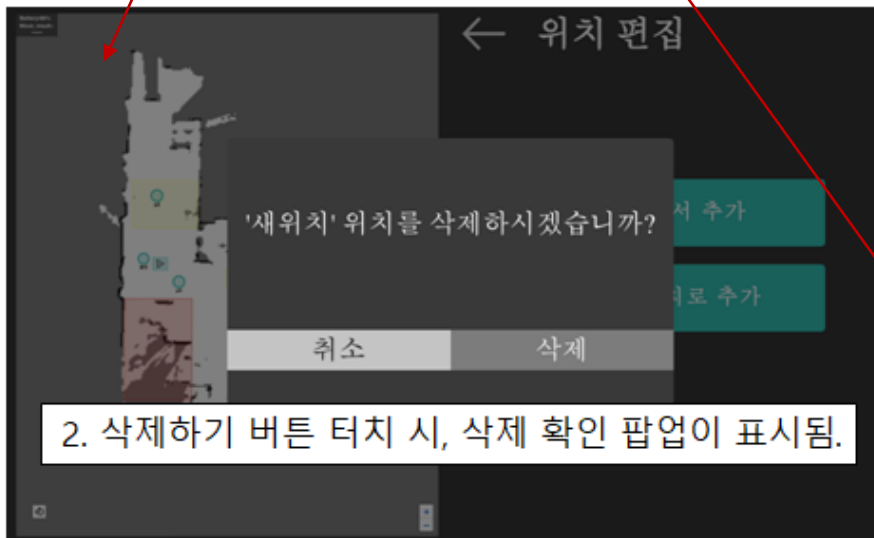 ← 위치 편집
서 추가
'새위치' 위치를 삭제하시겠습니까?
치로 추가
취소
삭제
2. 삭제하기 버튼 터치 시, 삭제 확인 팝업이 표시됨.